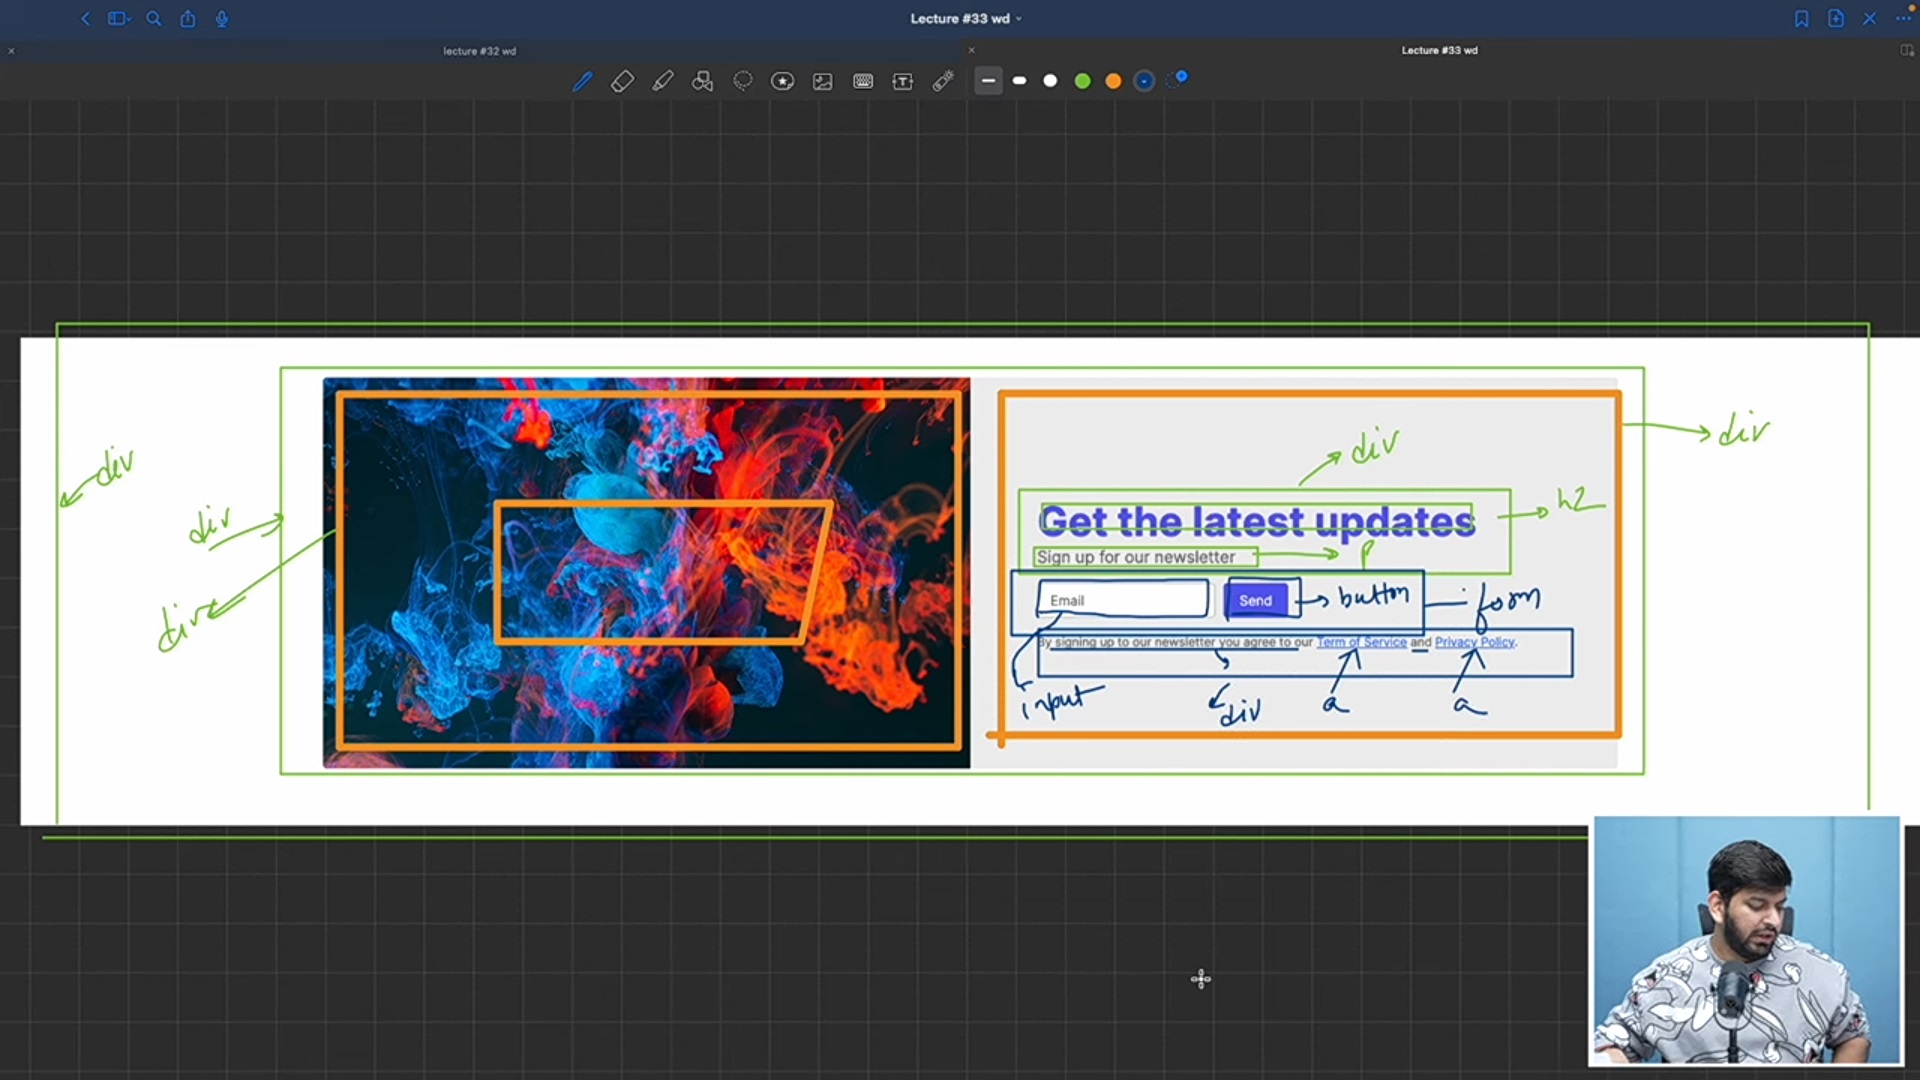 Lecture #33 wd
lecture #32 wd
Lecture #33 wd
div
div
div
div
div
Get the latest updates
h2
Sign up for our newsletter
p
Email
Send
button
form
By signing up to our newsletter you agree to our Term of Service and Privacy Policy.
input
div
a
a